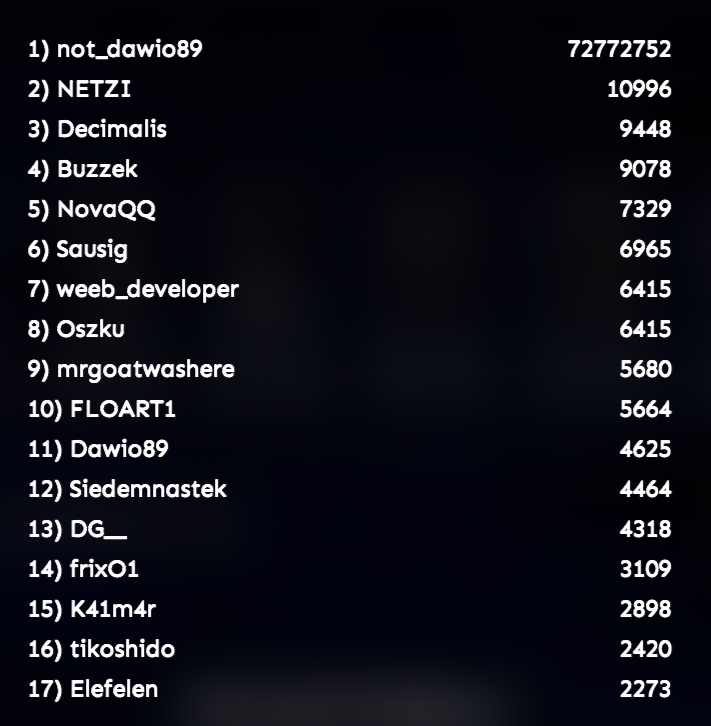 1) not_dawio89 72772752
2) NETZI 10996
3) Decimalis 9448
4) Buzzek 9078
5) NovaQQ 7329
6) Sausig 6965
7) weeb_developer 6415
8) Oszku 6415
9) mrgoatwashere 5680
10) FLOART1 5664
11) Dawio89 4625
12) Siedemnastek 4464
13) DG__ 4318
14) frixO1 3109
15) K41m4r 2898
16) tikoshido 2420
17) Elefelen 2273